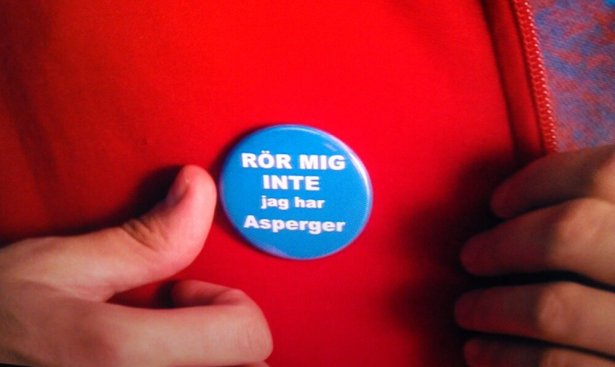 RÖR MIG
INTE
jag har
Asperger